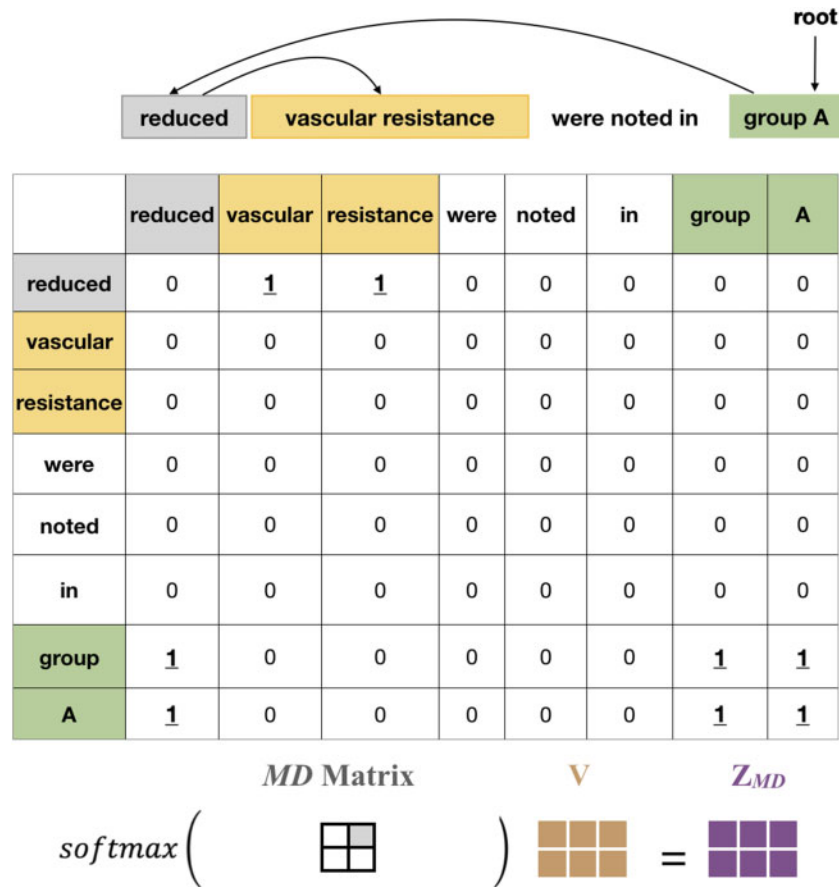 root
reduced vascular resistance were noted in group A
reduced vascular resistance were noted in group A
reduced 0 1 1 0 0 0 0 0
vascular 0 0 0 0 0 0 0 0
resistance 0 0 0 0 0 0 0 0
were 0 0 0 0 0 0 0 0
noted 0 0 0 0 0 0 0 0
in 0 0 0 0 0 0 0 0
group 1 0 0 0 0 0 1 1
A 1 0 0 0 0 0 1 1
MD Matrix V Z_MD
softmax( ) =